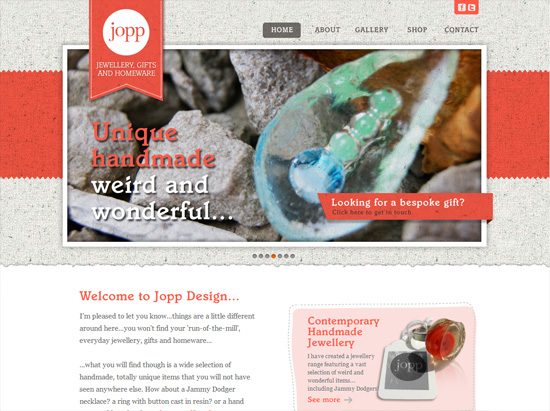 f t
jopp
JEWELLERY, GIFTS
AND HOMEWARE
HOME ABOUT GALLERY SHOP CONTACT
Unique
handmade
weird and
wonderful...
Looking for a bespoke gift?
Click here to get in touch
Welcome to Jopp Design...
I'm pleased to let you know...things are a little different
around here...you won't find your 'run-of-the-mill',
everyday jewellery, gifts and homeware...
...what you will find though is a wide selection of
handmade, totally unique items that you will not have
seen anywhere else. How about a Jammy Dodger
necklace? a ring with button cast in resin? or a hand
Contemporary
Handmade
Jewellery
I have created a jewellery
range featuring a vast
selection of weird and
wonderful items...
including Jammy Dodgers
See more
jopp